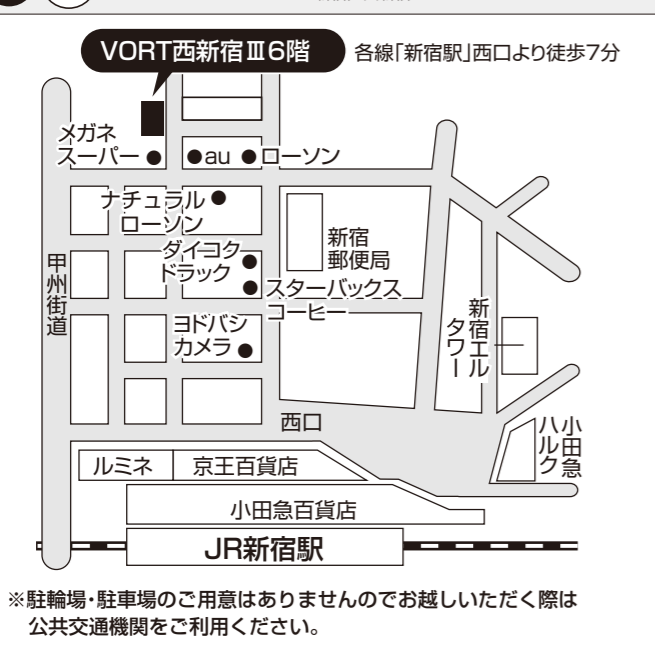 VORT西新宿Ⅲ6階
各線「新宿駅」西口より徒歩7分
メガネ
スーパー
au
ローソン
ナチュラル
ローソン
新宿
郵便局
ダイコク
ドラック
スターバックス
コーヒー
甲州街道
ヨドバシ
カメラ
新宿エル
タワー
西口
小田急
ハルク
ルミネ
京王百貨店
小田急百貨店
JR新宿駅
※駐輪場・駐車場のご用意はありませんのでお越しいただく際は
公共交通機関をご利用ください。